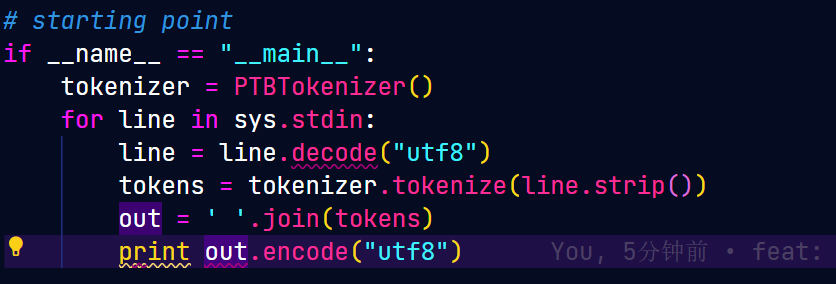 # starting point
if __name__ == "__main__":
    tokenizer = PTBTokenizer()
    for line in sys.stdin:
        line = line.decode("utf8")
        tokens = tokenizer.tokenize(line.strip())
        out = ' '.join(tokens)
        print out.encode("utf8")      You, 5分钟前 • feat: